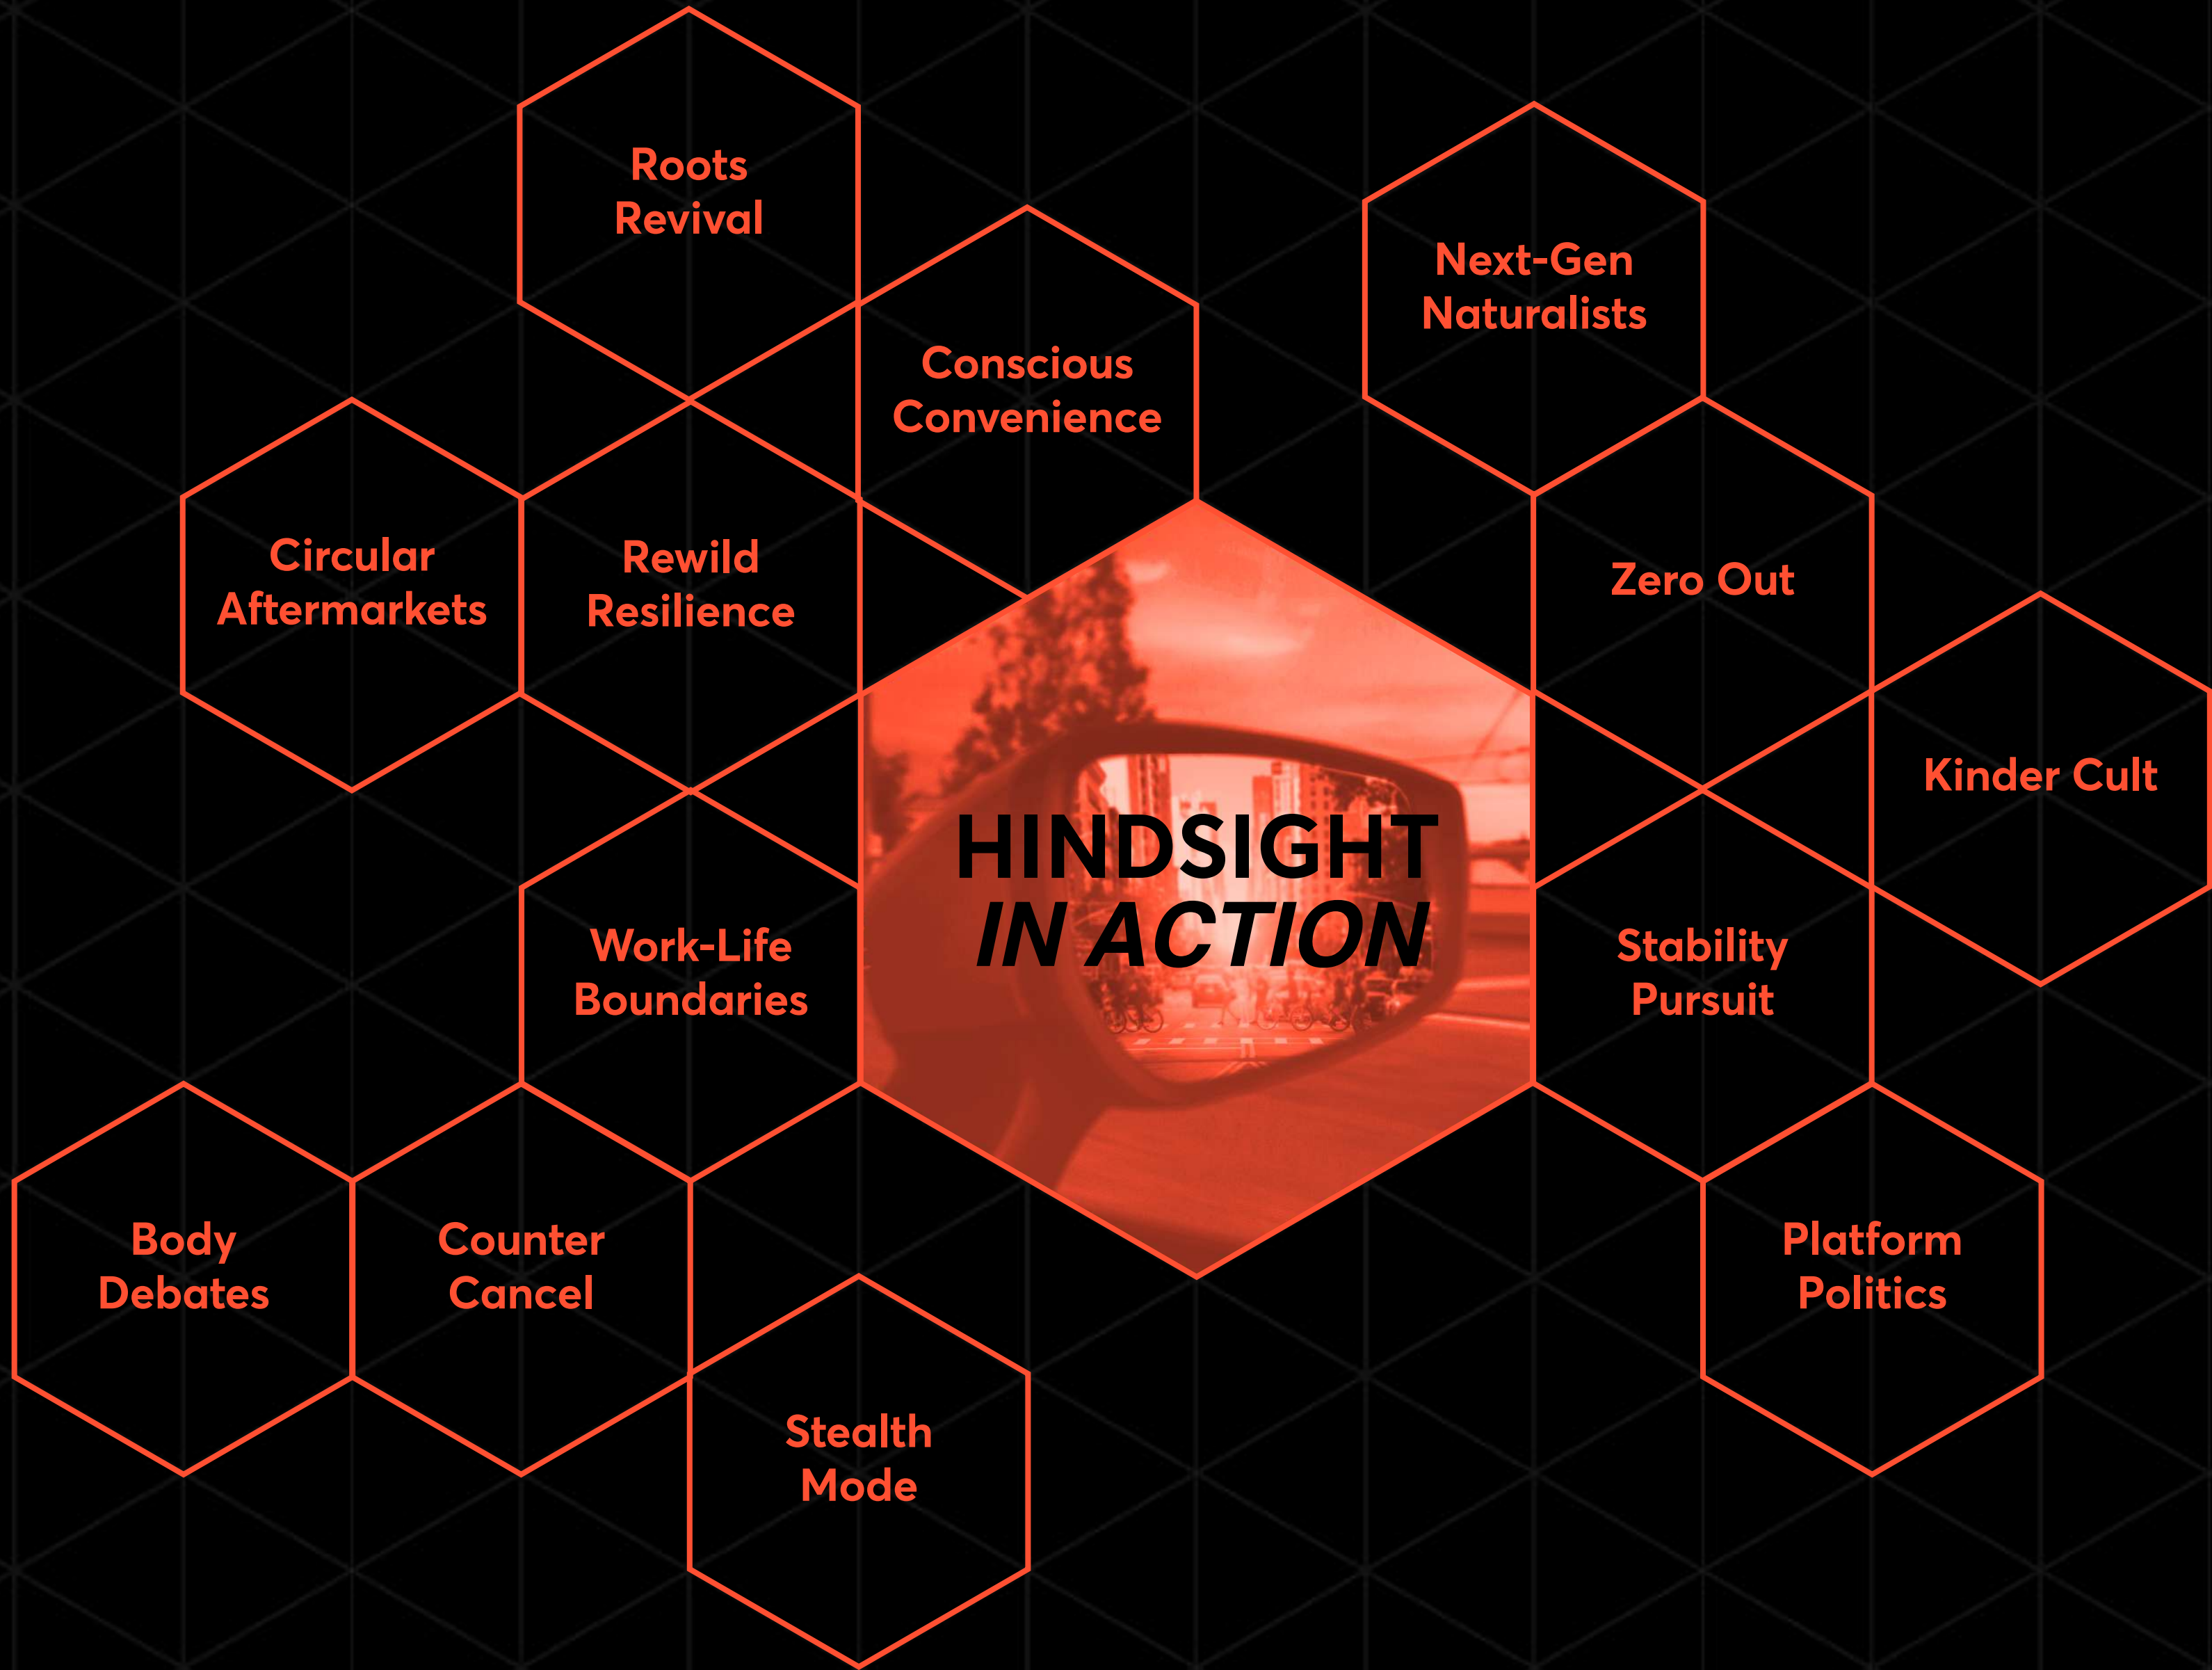 Roots
Revival
Next-Gen
Naturalists
Conscious
Convenience
Circular
Aftermarkets
Rewild
Resilience
Zero Out
Kinder Cult
HINDSIGHT
IN ACTION
Work-Life
Boundaries
Stability
Pursuit
Body
Debates
Counter
Cancel
Platform
Politics
Stealth
Mode